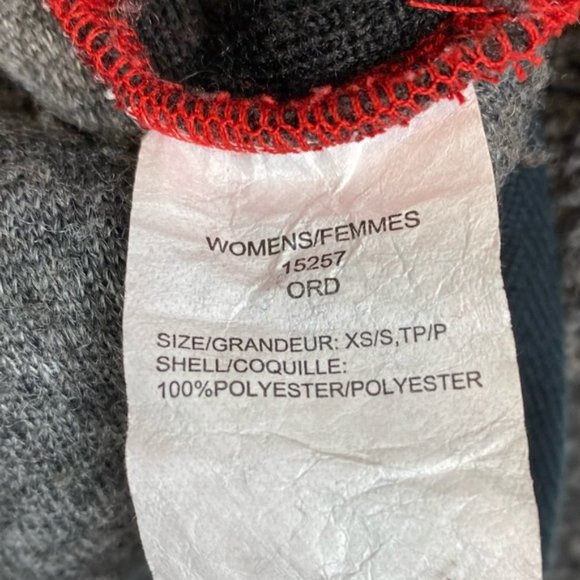 WOMENS/FEMMES
15257
ORD
SIZE/GRANDEUR: XS/S,TP/P
SHELL/COQUILLE:
100%POLYESTER/POLYESTER